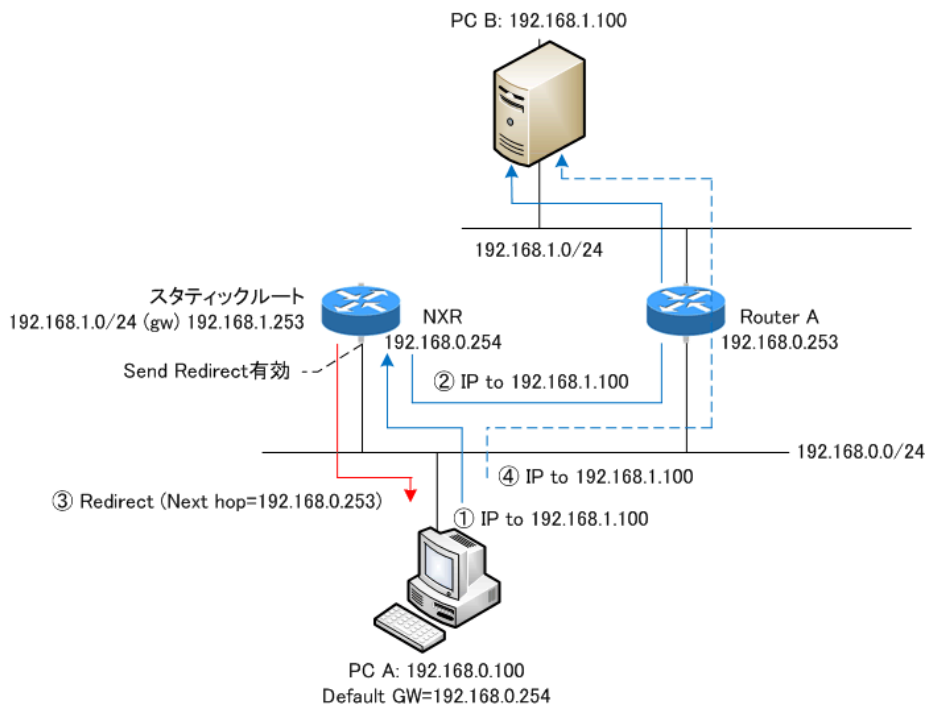 PC B: 192.168.1.100
192.168.1.0/24
スタティックルート
192.168.1.0/24 (gw) 192.168.1.253
NXR
192.168.0.254
Router A
192.168.0.253
Send Redirect有効
② IP to 192.168.1.100
192.168.0.0/24
④ IP to 192.168.1.100
③ Redirect (Next hop=192.168.0.253)
① IP to 192.168.1.100
PC A: 192.168.0.100
Default GW=192.168.0.254